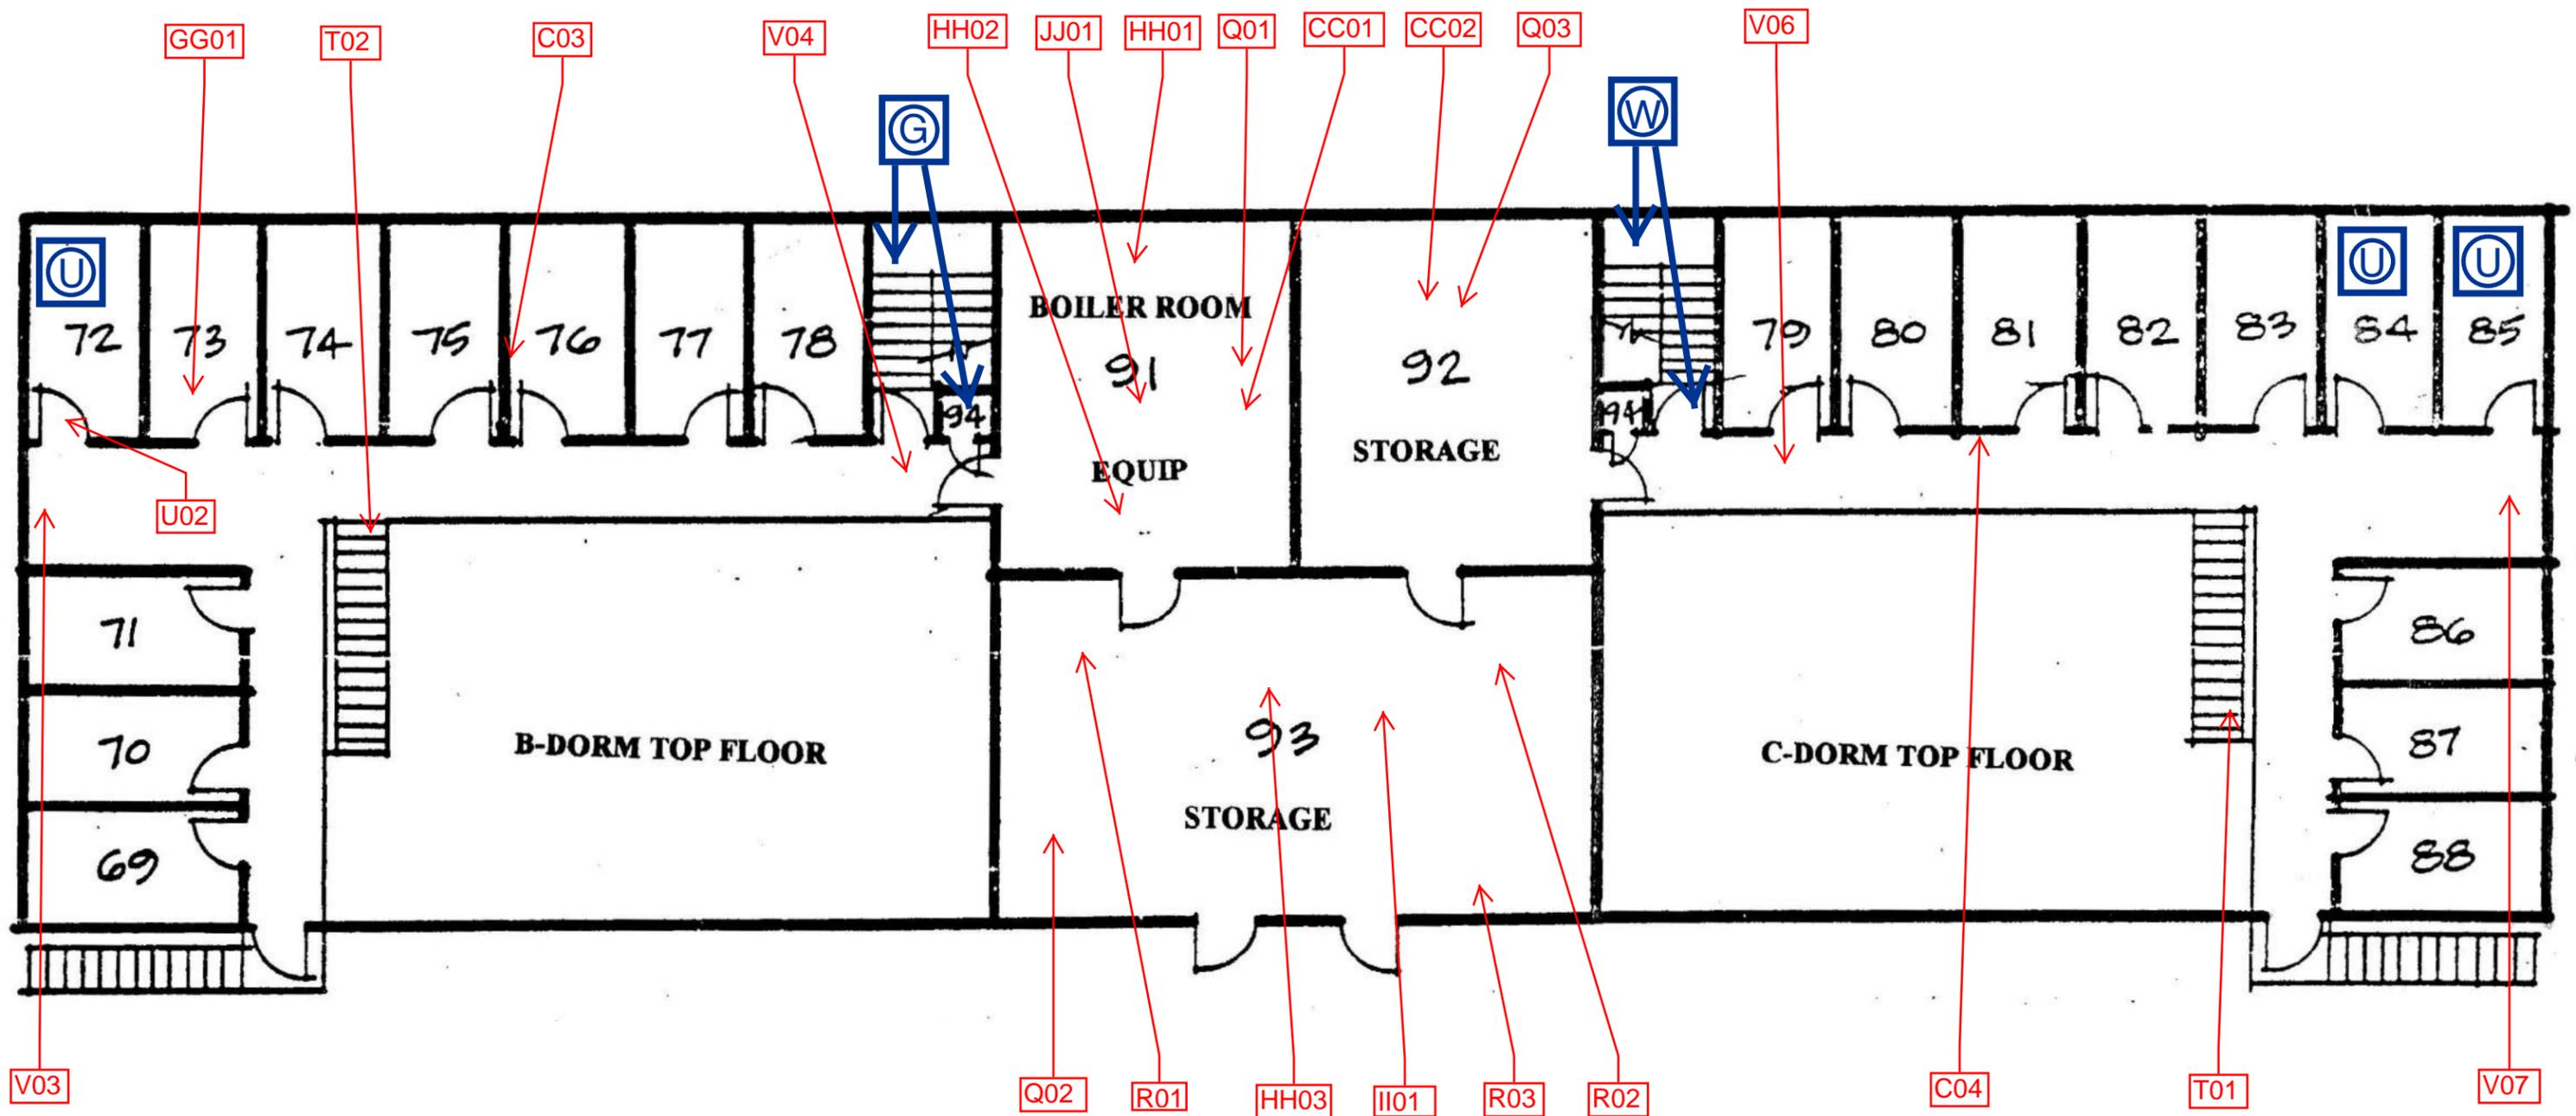 GG01
T02
C03
V04
HH02
JJ01
HH01
Q01
CC01
CC02
Q03
V06
G
W
U
U
U
72
73
74
75
76
77
78
BOILER ROOM
91
EQUIP
92
STORAGE
79
80
81
82
83
84
85
94
94
U02
71
70
69
B-DORM TOP FLOOR
93
STORAGE
C-DORM TOP FLOOR
86
87
88
V03
Q02
R01
HH03
II01
R03
R02
C04
T01
V07